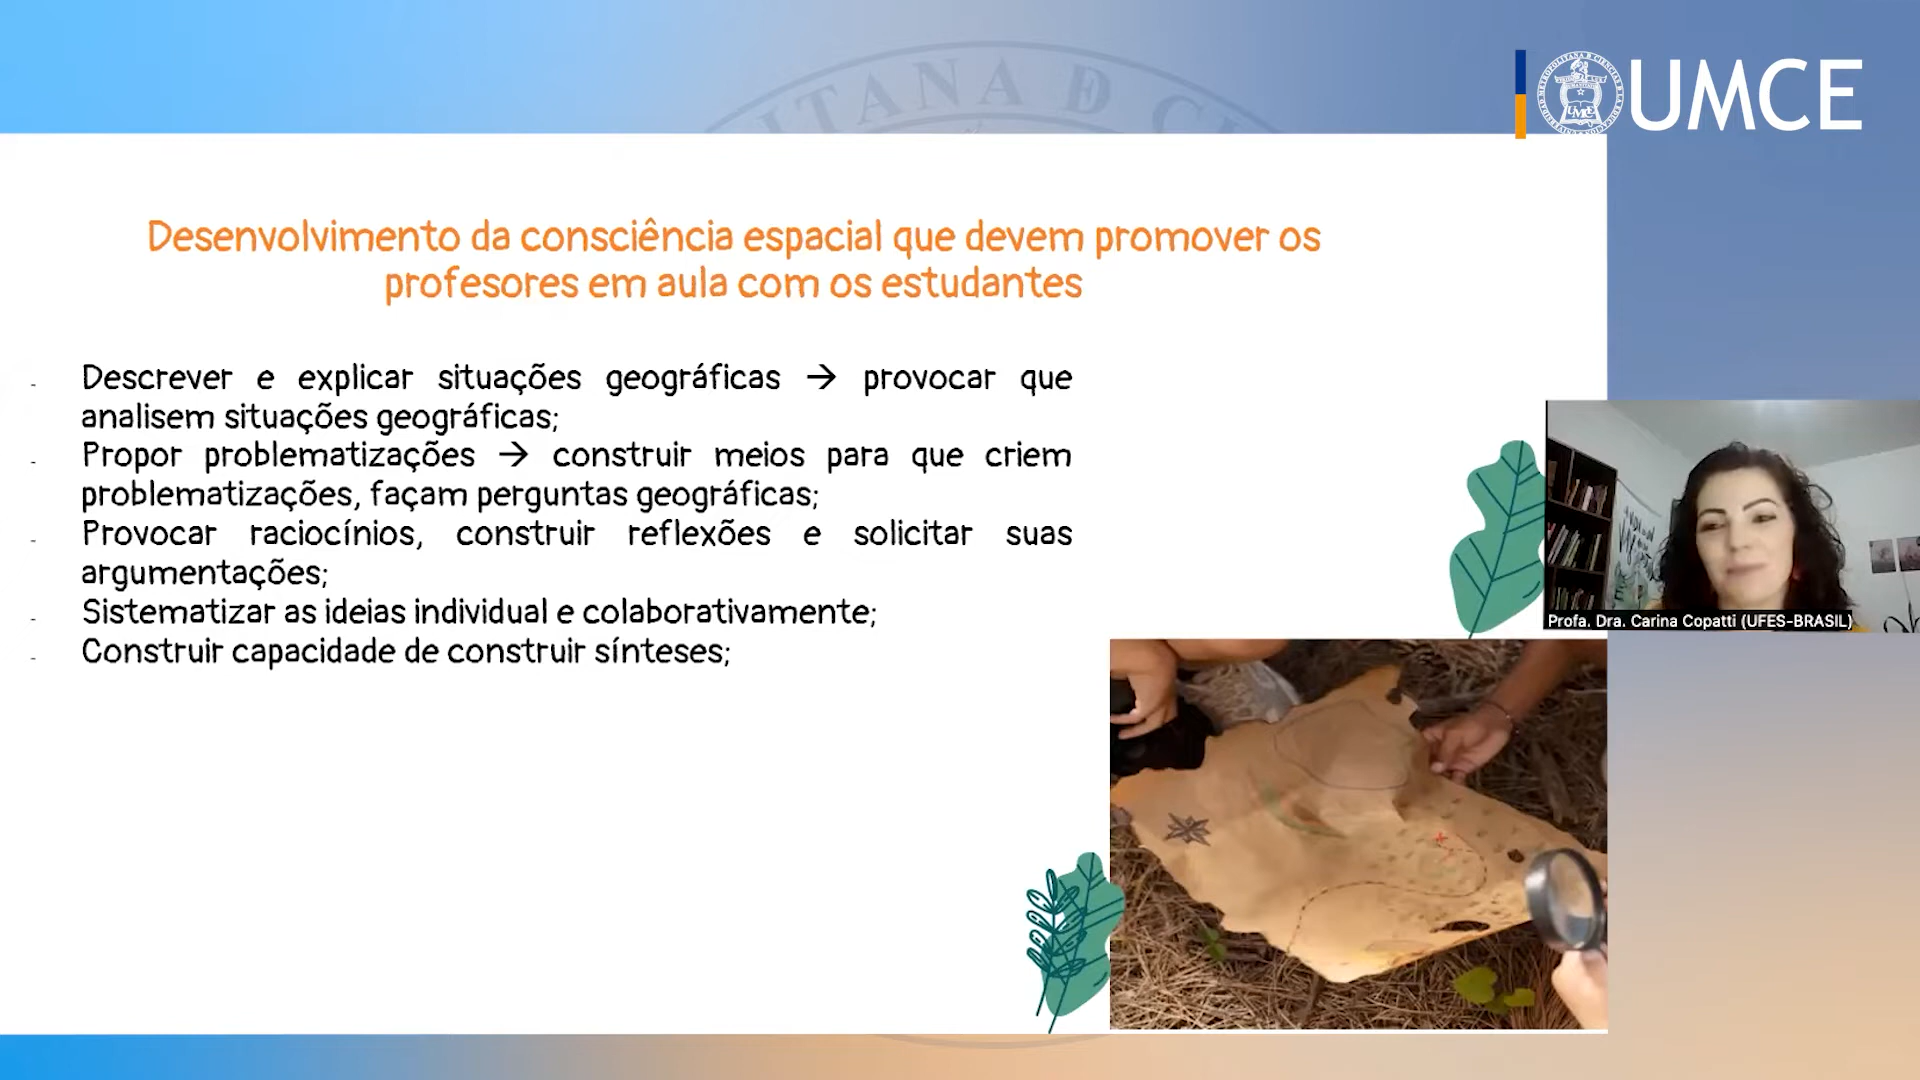 ITANA D CI
UMCE
Desenvolvimento da consciência espacial que devem promover os
profesores em aula com os estudantes
- Descrever e explicar situações geográficas → provocar que
analisem situações geográficas;
- Propor problematizações → construir meios para que criem
problematizações, façam perguntas geográficas;
- Provocar raciocínios, construir reflexões e solicitar suas
argumentações;
- Sistematizar as ideias individual e colaborativamente;
- Construir capacidade de construir sínteses;
Profa. Dra. Carina Copatti (UFES-BRASIL)